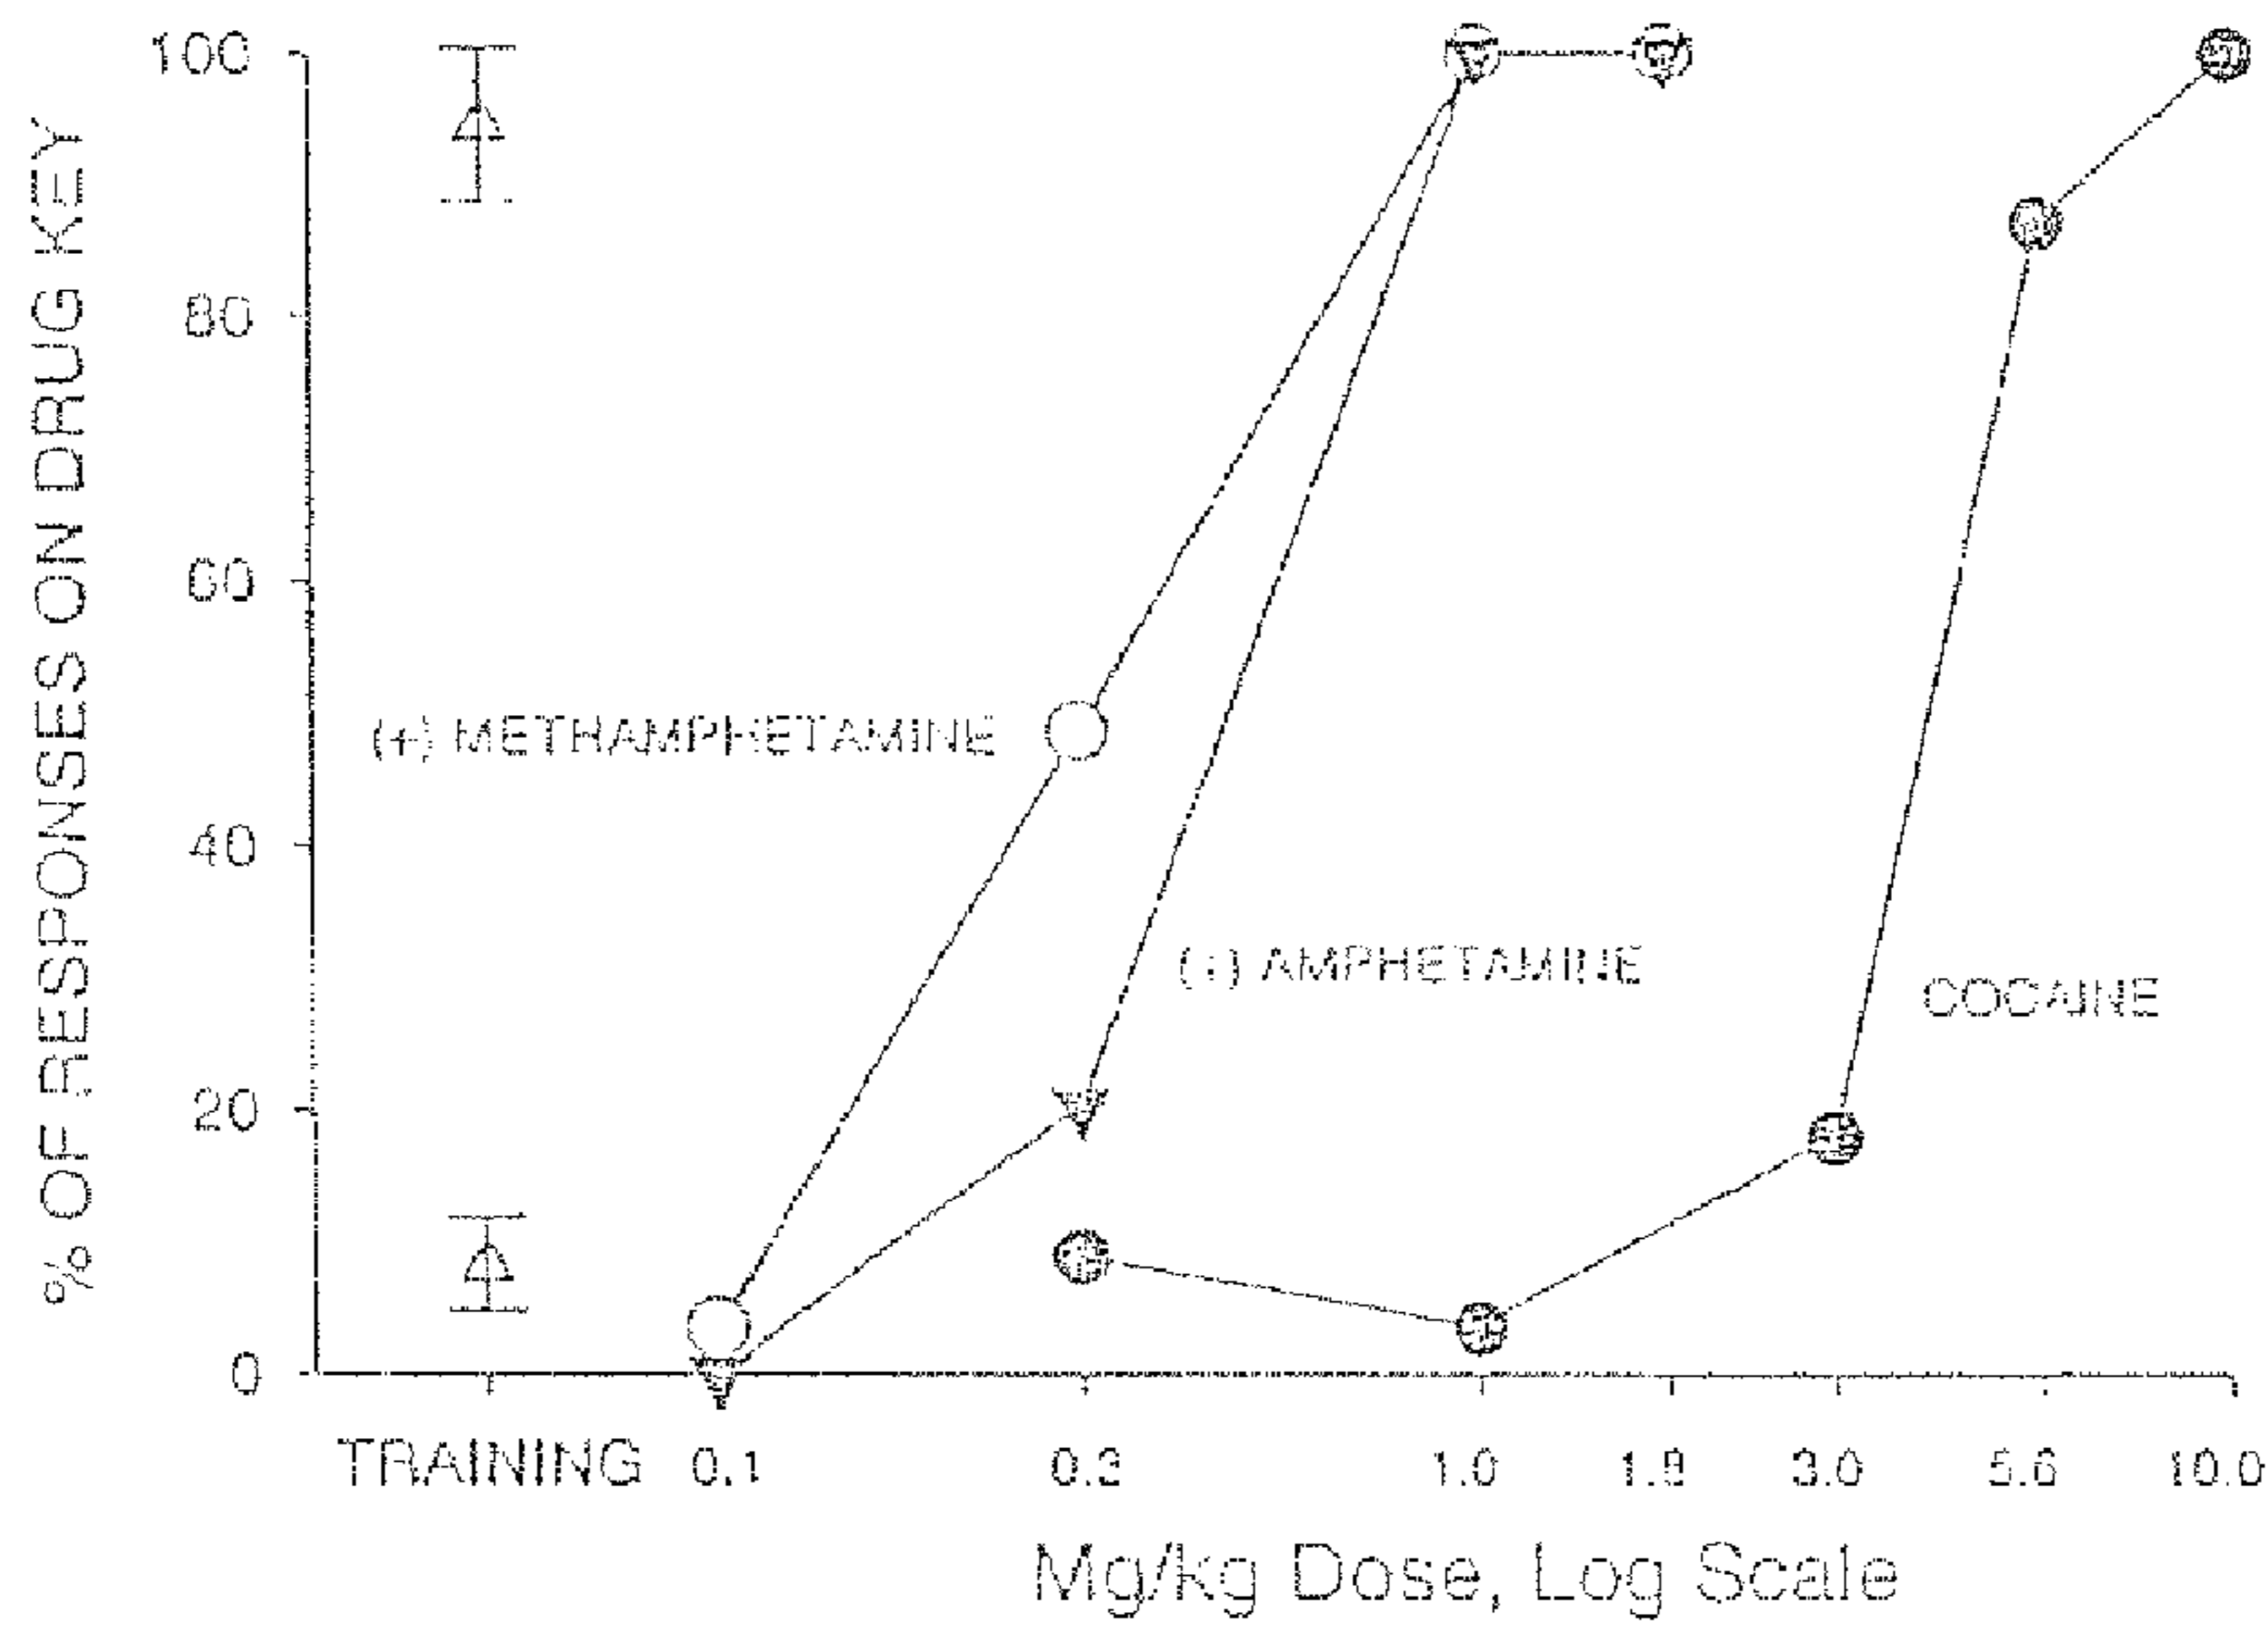 % OF RESPONSES ON DRUG KEY
100
80
60
40
20
0
(+) METHAMPHETAMINE
(+) AMPHETAMINE
COCAINE
TRAINING 0.1 0.3 1.0 1.8 3.0 5.6 10.0
Mg/kg Dose, Log Scale